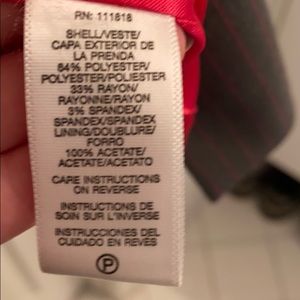 RN: 111818
SHELL/VESTE/
CAPA EXTERIOR DE
LA PRENDA
64% POLYESTER/
POLYESTER/POLIESTER
33% RAYON/
RAYONNE/RAYON
3% SPANDEX/
SPANDEX/SPANDEX
LINING/DOUBLURE/
FORRO
100% ACETATE/
ACETATE/ACETATO
CARE INSTRUCTIONS
ON REVERSE
INSTRUCTIONS DE
SOIN SUR L'INVERSE
INSTRUCCIONES DEL
CUIDADO EN REVES
P